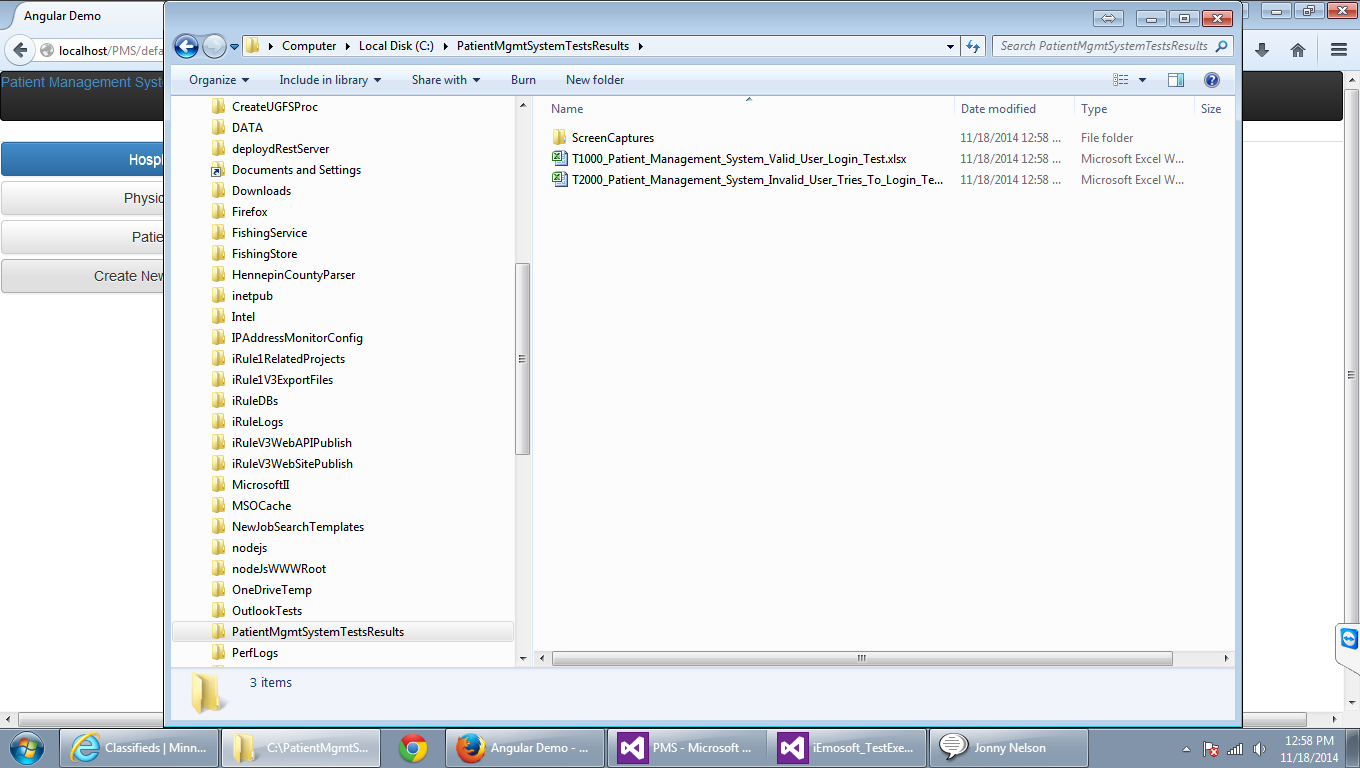 Angular Demo
localhost/PMS/defa
Patient Management Syste
Hospi
Physic
Patie
Create New
Computer
Local Disk (C:)
PatientMgmtSystemTestsResults
Search PatientMgmtSystemTestsResults
Organize
Include in library
Share with
Burn
New folder
CreateUGFSProc
DATA
deploydRestServer
Documents and Settings
Downloads
Firefox
FishingService
FishingStore
HennepinCountyParser
inetpub
Intel
IPAddressMonitorConfig
iRule1RelatedProjects
iRule1V3ExportFiles
iRuleDBs
iRuleLogs
iRuleV3WebAPIPublish
iRuleV3WebSitePublish
MicrosoftII
MSOCache
NewJobSearchTemplates
nodejs
nodeJsWWWRoot
OneDriveTemp
OutlookTests
PatientMgmtSystemTestsResults
PerfLogs
Name Date modified Type Size
ScreenCaptures 11/18/2014 12:58 ... File folder
T1000_Patient_Management_System_Valid_User_Login_Test.xlsx 11/18/2014 12:58 ... Microsoft Excel W...
T2000_Patient_Management_System_Invalid_User_Tries_To_Login_Te... 11/18/2014 12:58 ... Microsoft Excel W...
3 items
Classifieds | Minn...
C:\PatientMgmtS...
Angular Demo - ...
PMS - Microsoft ...
iEmosoft_TestExe...
Jonny Nelson
12:58 PM
11/18/2014